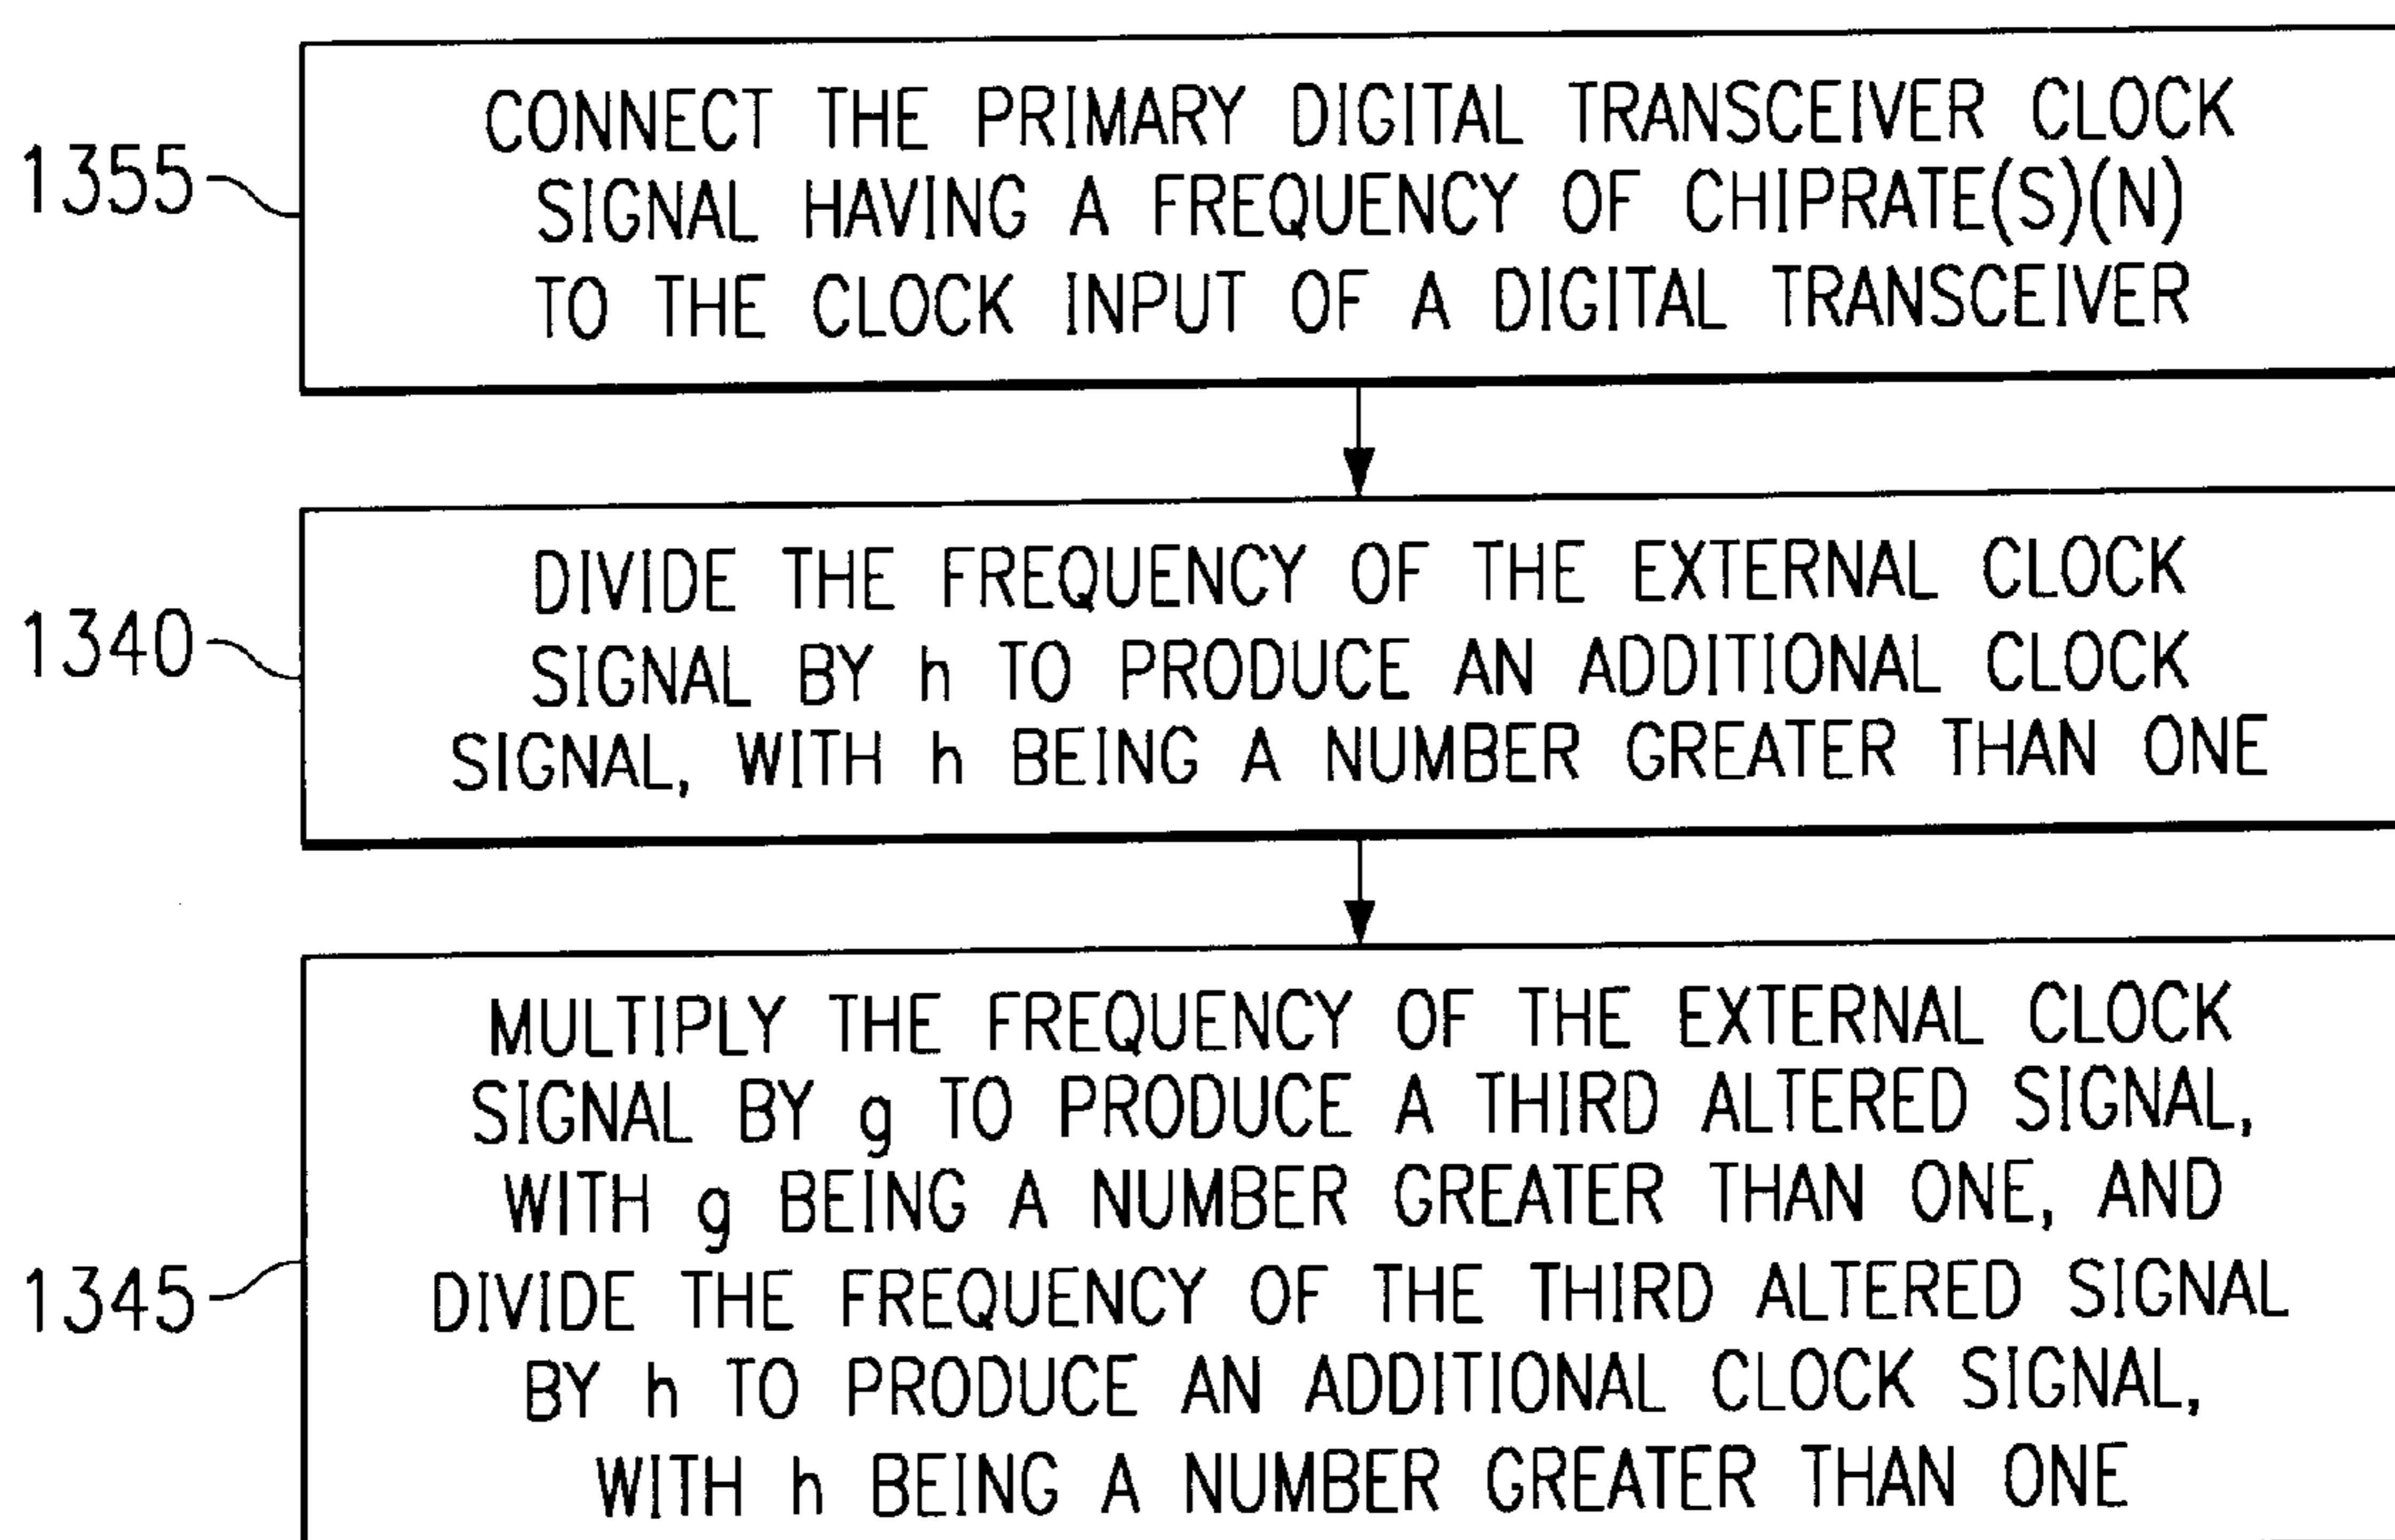 1355
CONNECT THE PRIMARY DIGITAL TRANSCEIVER CLOCK
SIGNAL HAVING A FREQUENCY OF CHIPRATE(S)(N)
TO THE CLOCK INPUT OF A DIGITAL TRANSCEIVER
1340
DIVIDE THE FREQUENCY OF THE EXTERNAL CLOCK
SIGNAL BY h TO PRODUCE AN ADDITIONAL CLOCK
SIGNAL, WITH h BEING A NUMBER GREATER THAN ONE
1345
MULTIPLY THE FREQUENCY OF THE EXTERNAL CLOCK
SIGNAL BY g TO PRODUCE A THIRD ALTERED SIGNAL,
WITH g BEING A NUMBER GREATER THAN ONE, AND
DIVIDE THE FREQUENCY OF THE THIRD ALTERED SIGNAL
BY h TO PRODUCE AN ADDITIONAL CLOCK SIGNAL,
WITH h BEING A NUMBER GREATER THAN ONE